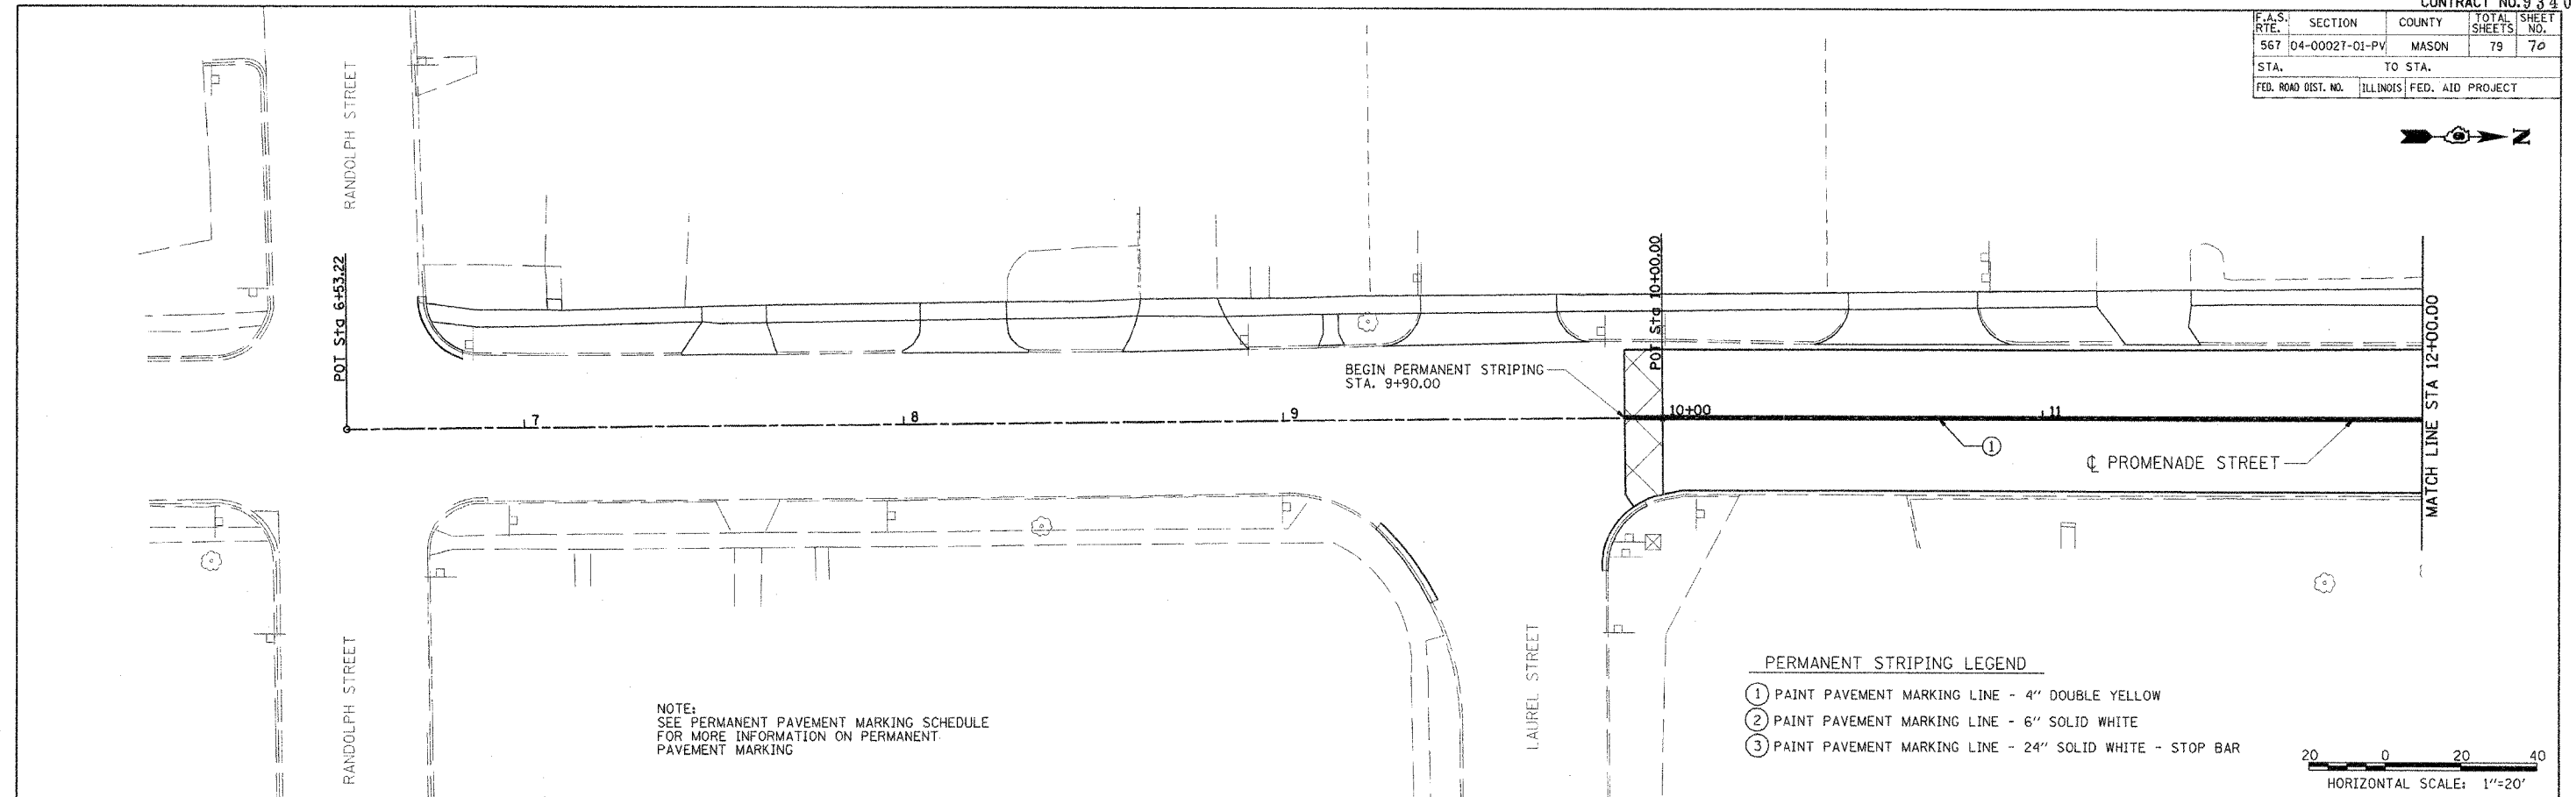 CONTRACT NO. 9340
F.A.S. RTE. SECTION COUNTY TOTAL SHEETS SHEET NO.
567 04-00027-01-PV MASON 79 70
STA. TO STA.
FED. ROAD DIST. NO. ILLINOIS FED. AID PROJECT
N
RANDOLPH STREET
POT Sta 6+53.22
POT Sta 10+00.00
MATCH LINE STA 12+00.00
BEGIN PERMANENT STRIPING
STA. 9+90.00
7
8
9
10+00
11
1
℄ PROMENADE STREET
RANDOLPH STREET
LAUREL STREET
NOTE:
SEE PERMANENT PAVEMENT MARKING SCHEDULE
FOR MORE INFORMATION ON PERMANENT
PAVEMENT MARKING
PERMANENT STRIPING LEGEND
1 PAINT PAVEMENT MARKING LINE - 4" DOUBLE YELLOW
2 PAINT PAVEMENT MARKING LINE - 6" SOLID WHITE
3 PAINT PAVEMENT MARKING LINE - 24" SOLID WHITE - STOP BAR
20 0 20 40
HORIZONTAL SCALE: 1"=20'